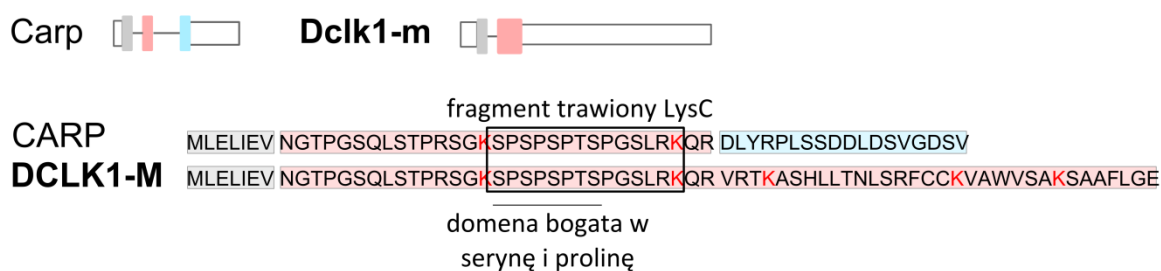 Carp Dclk1-m
fragment trawiony LysC
CARP MLELIEV NGTPGSQLSTPRSGKSPSPSPTSPGSLRKQR DLYRPLSSDDLDSVGDSV
DCLK1-M MLELIEV NGTPGSQLSTPRSGKSPSPSPTSPGSLRKQR VRTKASHLLTNLSRFCCKVAWVSAKSAAFLGE
domena bogata w
serynę i prolinę